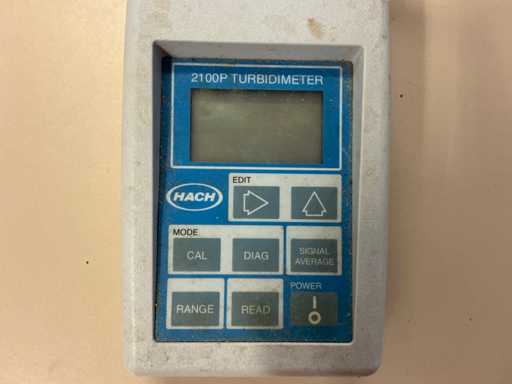 2100P TURBIDIMETER
EDIT
HACH
MODE
CAL
DIAG
SIGNAL
AVERAGE
POWER
RANGE
READ